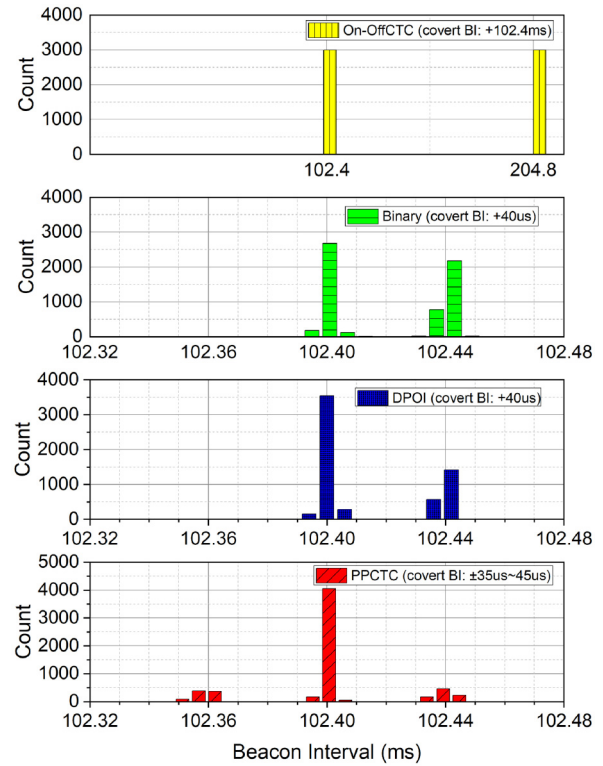 4000
On-OffCTC (covert BI: +102.4ms)
3000
Count
2000
1000
0
102.4 204.8
4000
Binary (covert BI: +40us)
3000
Count
2000
1000
0
102.32 102.36 102.40 102.44 102.48
4000
DPOI (covert BI: +40us)
3000
Count
2000
1000
0
102.32 102.36 102.40 102.44 102.48
5000
PPCTC (covert BI: ±35us~45us)
4000
Count
3000
2000
1000
0
102.32 102.36 102.40 102.44 102.48
Beacon Interval (ms)